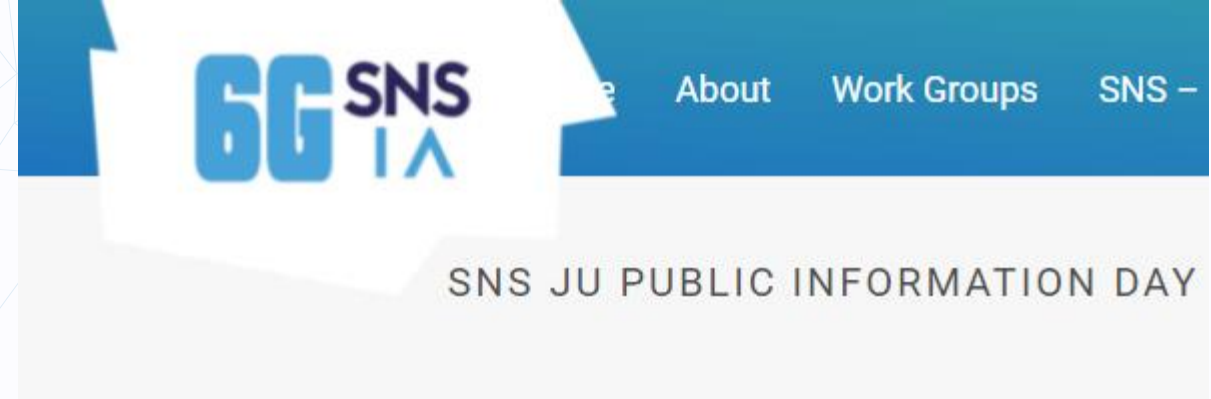 6G SNS
IA
About Work Groups SNS –
SNS JU PUBLIC INFORMATION DAY